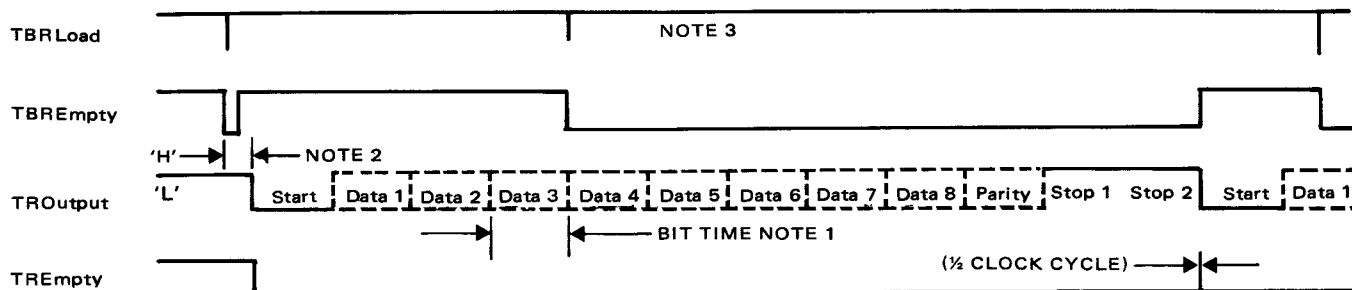 TBRLoad
NOTE 3
TBREmpty
'H'
NOTE 2
TROutput
'L'
Start Data 1 Data 2 Data 3 Data 4 Data 5 Data 6 Data 7 Data 8 Parity Stop 1 Stop 2 Start Data 1
BIT TIME NOTE 1
(½ CLOCK CYCLE)
TREmpty